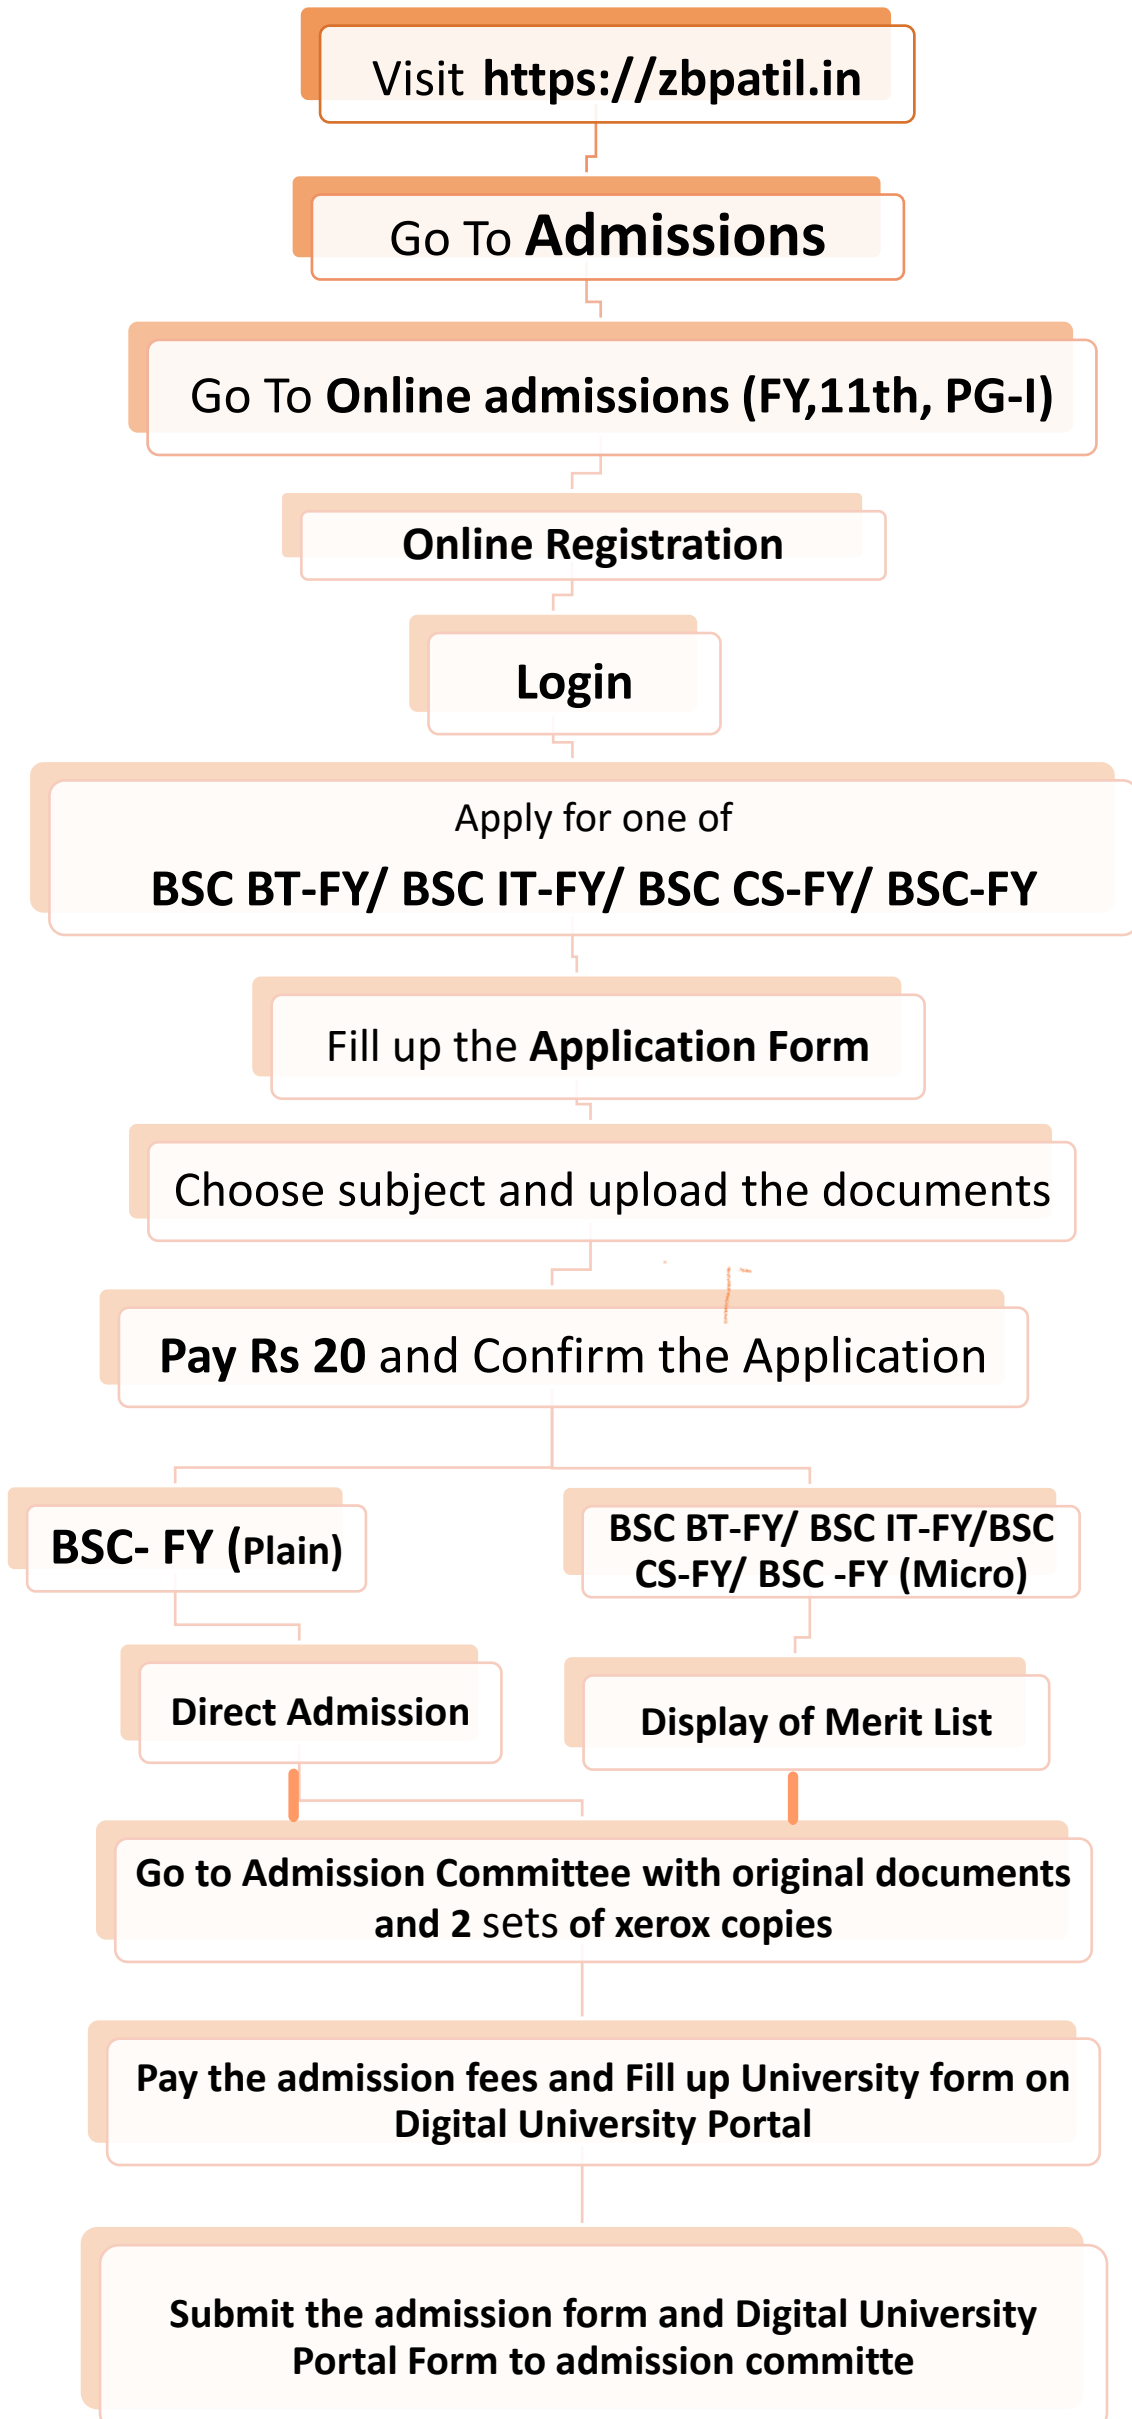 Visit https://zbpatil.in
Go To Admissions
Go To Online admissions (FY,11th, PG-I)
Online Registration
Login
Apply for one of
BSC BT-FY/ BSC IT-FY/ BSC CS-FY/ BSC-FY
Fill up the Application Form
Choose subject and upload the documents
Pay Rs 20 and Confirm the Application
BSC- FY (Plain)
BSC BT-FY/ BSC IT-FY/BSC
CS-FY/ BSC -FY (Micro)
Direct Admission
Display of Merit List
Go to Admission Committee with original documents
and 2 sets of xerox copies
Pay the admission fees and Fill up University form on
Digital University Portal
Submit the admission form and Digital University
Portal Form to admission committe